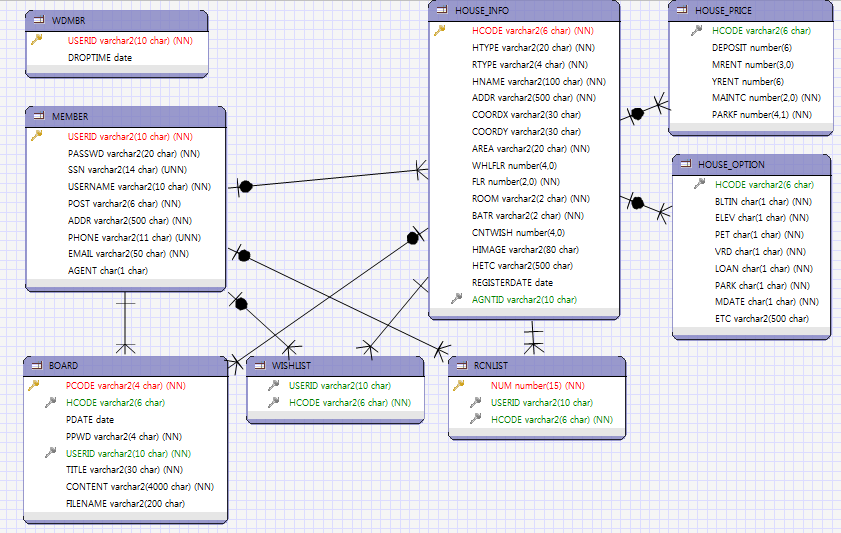 WDMBR
USERID varchar2(10 char) (NN)
DROPTIME date
MEMBER
USERID varchar2(10 char) (NN)
PASSWD varchar2(20 char) (NN)
SSN varchar2(14 char) (UNN)
USERNAME varchar2(10 char) (NN)
POST varchar2(6 char) (NN)
ADDR varchar2(500 char) (NN)
PHONE varchar2(11 char) (UNN)
EMAIL varchar2(50 char) (NN)
AGENT char(1 char)
HOUSE_INFO
HCODE varchar2(6 char) (NN)
HTYPE varchar2(20 char) (NN)
RTYPE varchar2(4 char) (NN)
HNAME varchar2(100 char) (NN)
ADDR varchar2(500 char) (NN)
COORDX varchar2(30 char)
COORDY varchar2(30 char)
AREA varchar2(20 char) (NN)
WHLFLR number(4,0)
FLR number(2,0) (NN)
ROOM varchar2(2 char) (NN)
BATR varchar2(2 char) (NN)
CNTWISH number(4,0)
HIMAGE varchar2(80 char)
HETC varchar2(500 char)
REGISTERDATE date
AGNTID varchar2(10 char)
HOUSE_PRICE
HCODE varchar2(6 char)
DEPOSIT number(6)
MRENT number(3,0)
YRENT number(6)
MAINTC number(2,0) (NN)
PARKF number(4,1) (NN)
HOUSE_OPTION
HCODE varchar2(6 char)
BLTIN char(1 char) (NN)
ELEV char(1 char) (NN)
PET char(1 char) (NN)
VRD char(1 char) (NN)
LOAN char(1 char) (NN)
PARK char(1 char) (NN)
MDATE char(1 char) (NN)
ETC varchar2(500 char)
BOARD
PCODE varchar2(4 char) (NN)
HCODE varchar2(6 char)
PDATE date
PPWD varchar2(4 char) (NN)
USERID varchar2(10 char) (NN)
TITLE varchar2(30 char) (NN)
CONTENT varchar2(4000 char) (NN)
FILENAME varchar2(200 char)
WISHLIST
USERID varchar2(10 char)
HCODE varchar2(6 char) (NN)
RCNLIST
NUM number(15) (NN)
USERID varchar2(10 char)
HCODE varchar2(6 char) (NN)